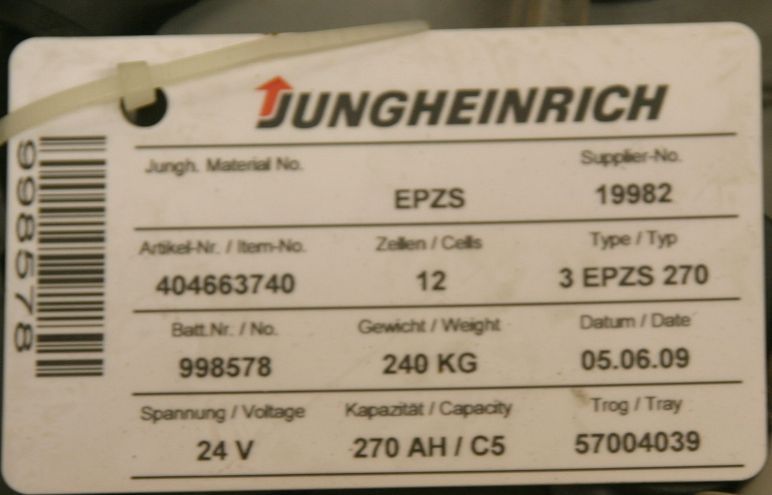 JUNGHEINRICH
Jungh. Material No. Supplier-No.
EPZS 19982
Artikel-Nr. / Item-No. Zellen / Cells Type / Typ
404663740 12 3 EPZS 270
Batt.Nr. / No. Gewicht / Weight Datum / Date
998578 240 KG 05.06.09
Spannung / Voltage Kapazität / Capacity Trog / Tray
24 V 270 AH / C5 57004039
998578